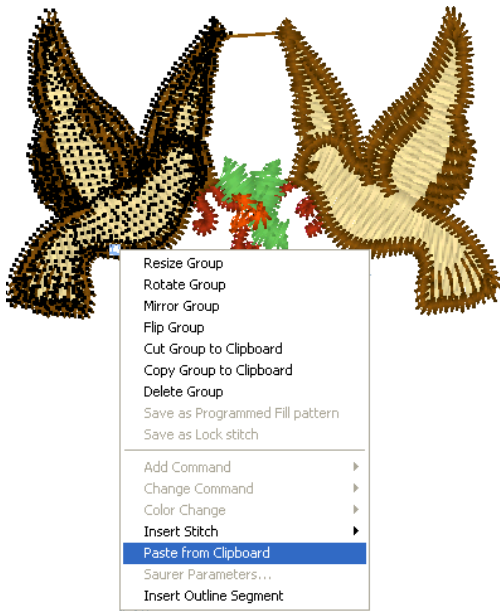 Resize Group
Rotate Group
Mirror Group
Flip Group
Cut Group to Clipboard
Copy Group to Clipboard
Delete Group
Save as Programmed Fill pattern
Save as Lock stitch
Add Command
Change Command
Color Change
Insert Stitch
Paste from Clipboard
Saurer Parameters...
Insert Outline Segment